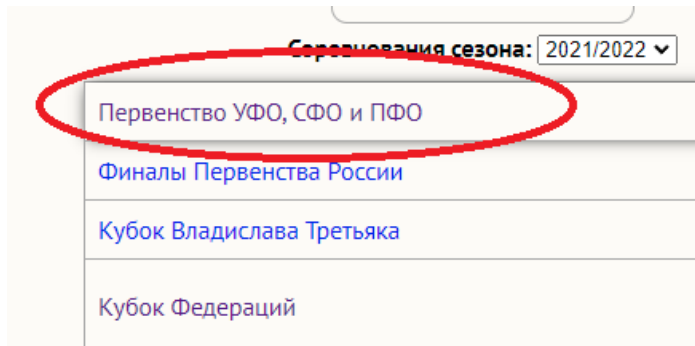 Соревнования сезона: 2021/2022
Первенство УФО, СФО и ПФО
Финалы Первенства России
Кубок Владислава Третьяка
Кубок Федераций